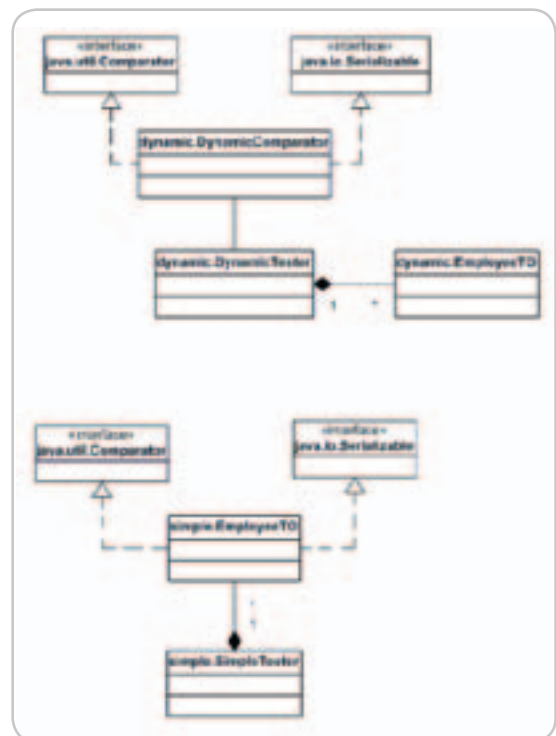 «interface»
java.util.Comparator
«interface»
java.io.Serializable
dynamic.DynamicComparator
dynamic.DynamicTester
dynamic.EmployeeTO
1
*
«interface»
java.util.Comparator
«interface»
java.io.Serializable
simple.EmployeeTO
*
1
simple.SimpleTester